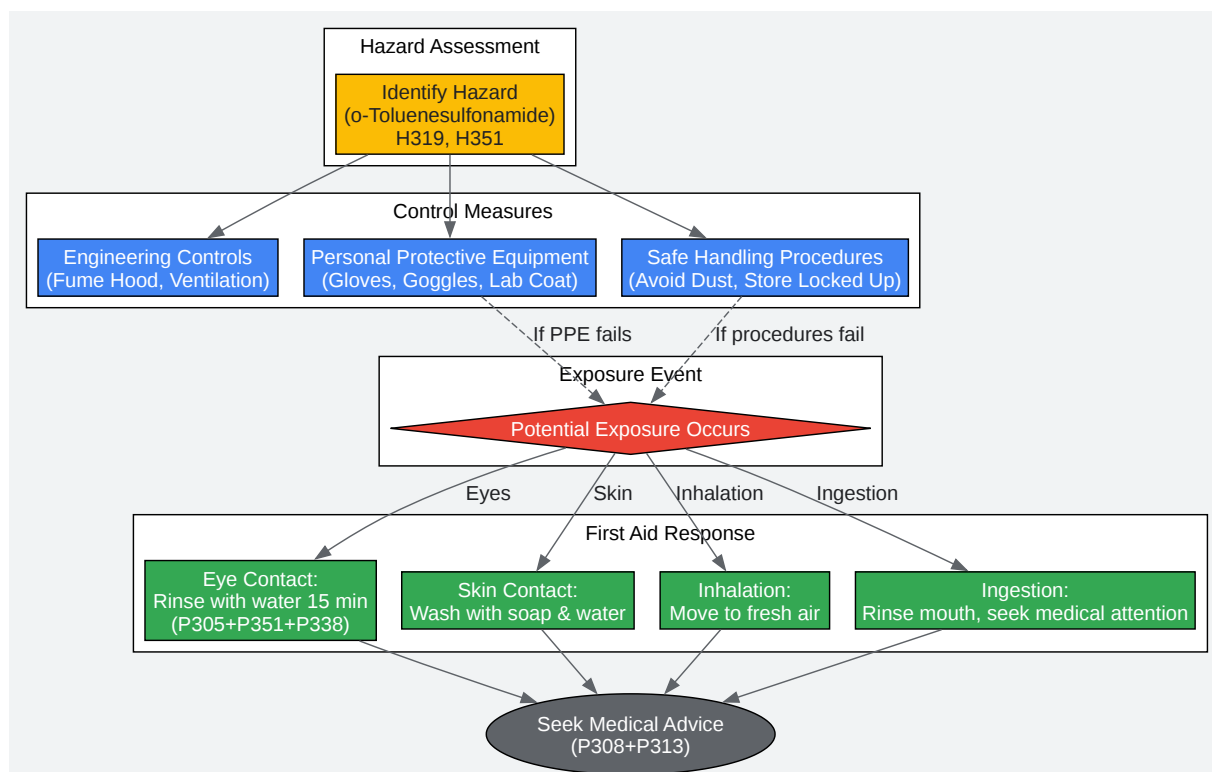 Hazard Assessment
Identify Hazard
(o-Toluenesulfonamide)
H319, H351
Control Measures
Engineering Controls
(Fume Hood, Ventilation)
Personal Protective Equipment
(Gloves, Goggles, Lab Coat)
Safe Handling Procedures
(Avoid Dust, Store Locked Up)
If PPE fails
If procedures fail
Exposure Event
Potential Exposure Occurs
Eyes
Skin
Inhalation
Ingestion
First Aid Response
Eye Contact:
Rinse with water 15 min
(P305+P351+P338)
Skin Contact:
Wash with soap & water
Inhalation:
Move to fresh air
Ingestion:
Rinse mouth, seek medical attention
Seek Medical Advice
(P308+P313)